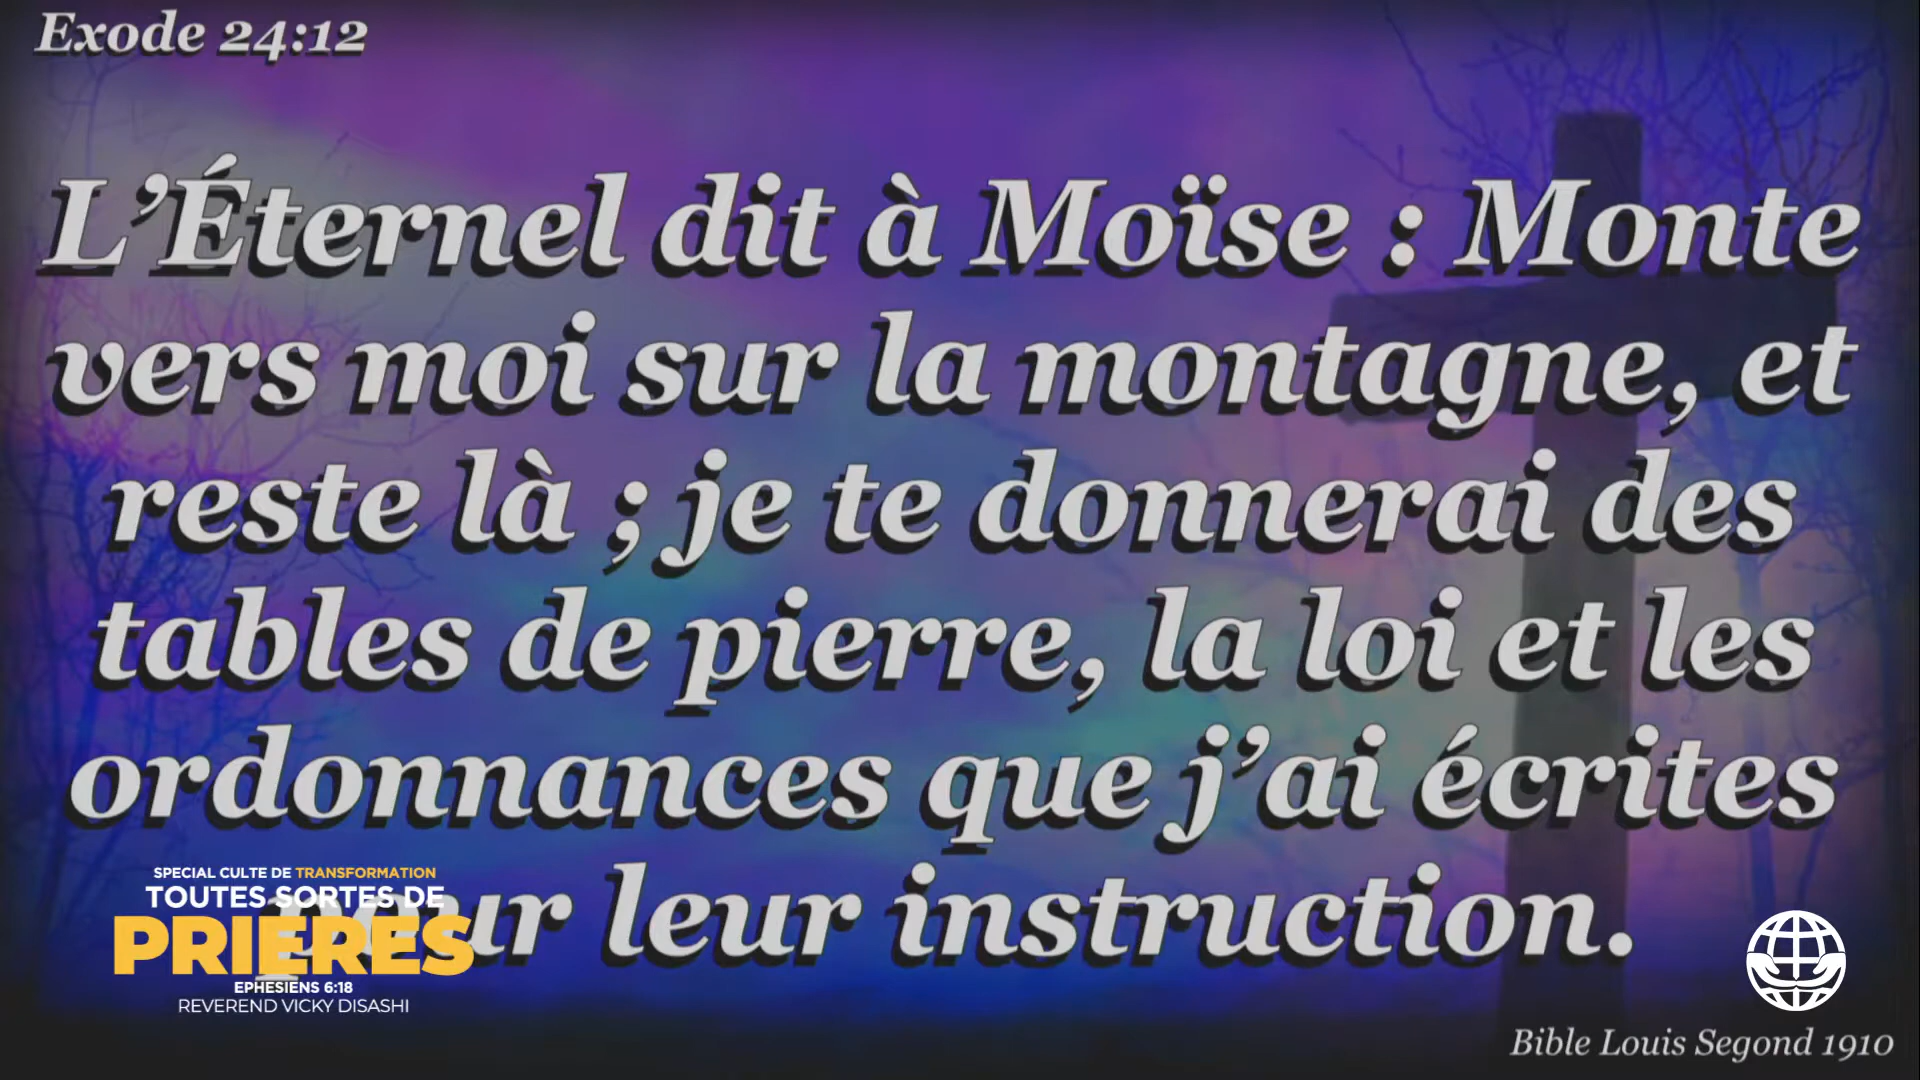 Exode 24:12
L’Éternel dit à Moïse : Monte
vers moi sur la montagne, et
reste là ; je te donnerai des
tables de pierre, la loi et les
ordonnances que j’ai écrites
pour leur instruction.
SPECIAL CULTE DE TRANSFORMATION
TOUTES SORTES DE
PRIERES
EPHESIENS 6:18
REVEREND VICKY DISASHI
Bible Louis Segond 1910